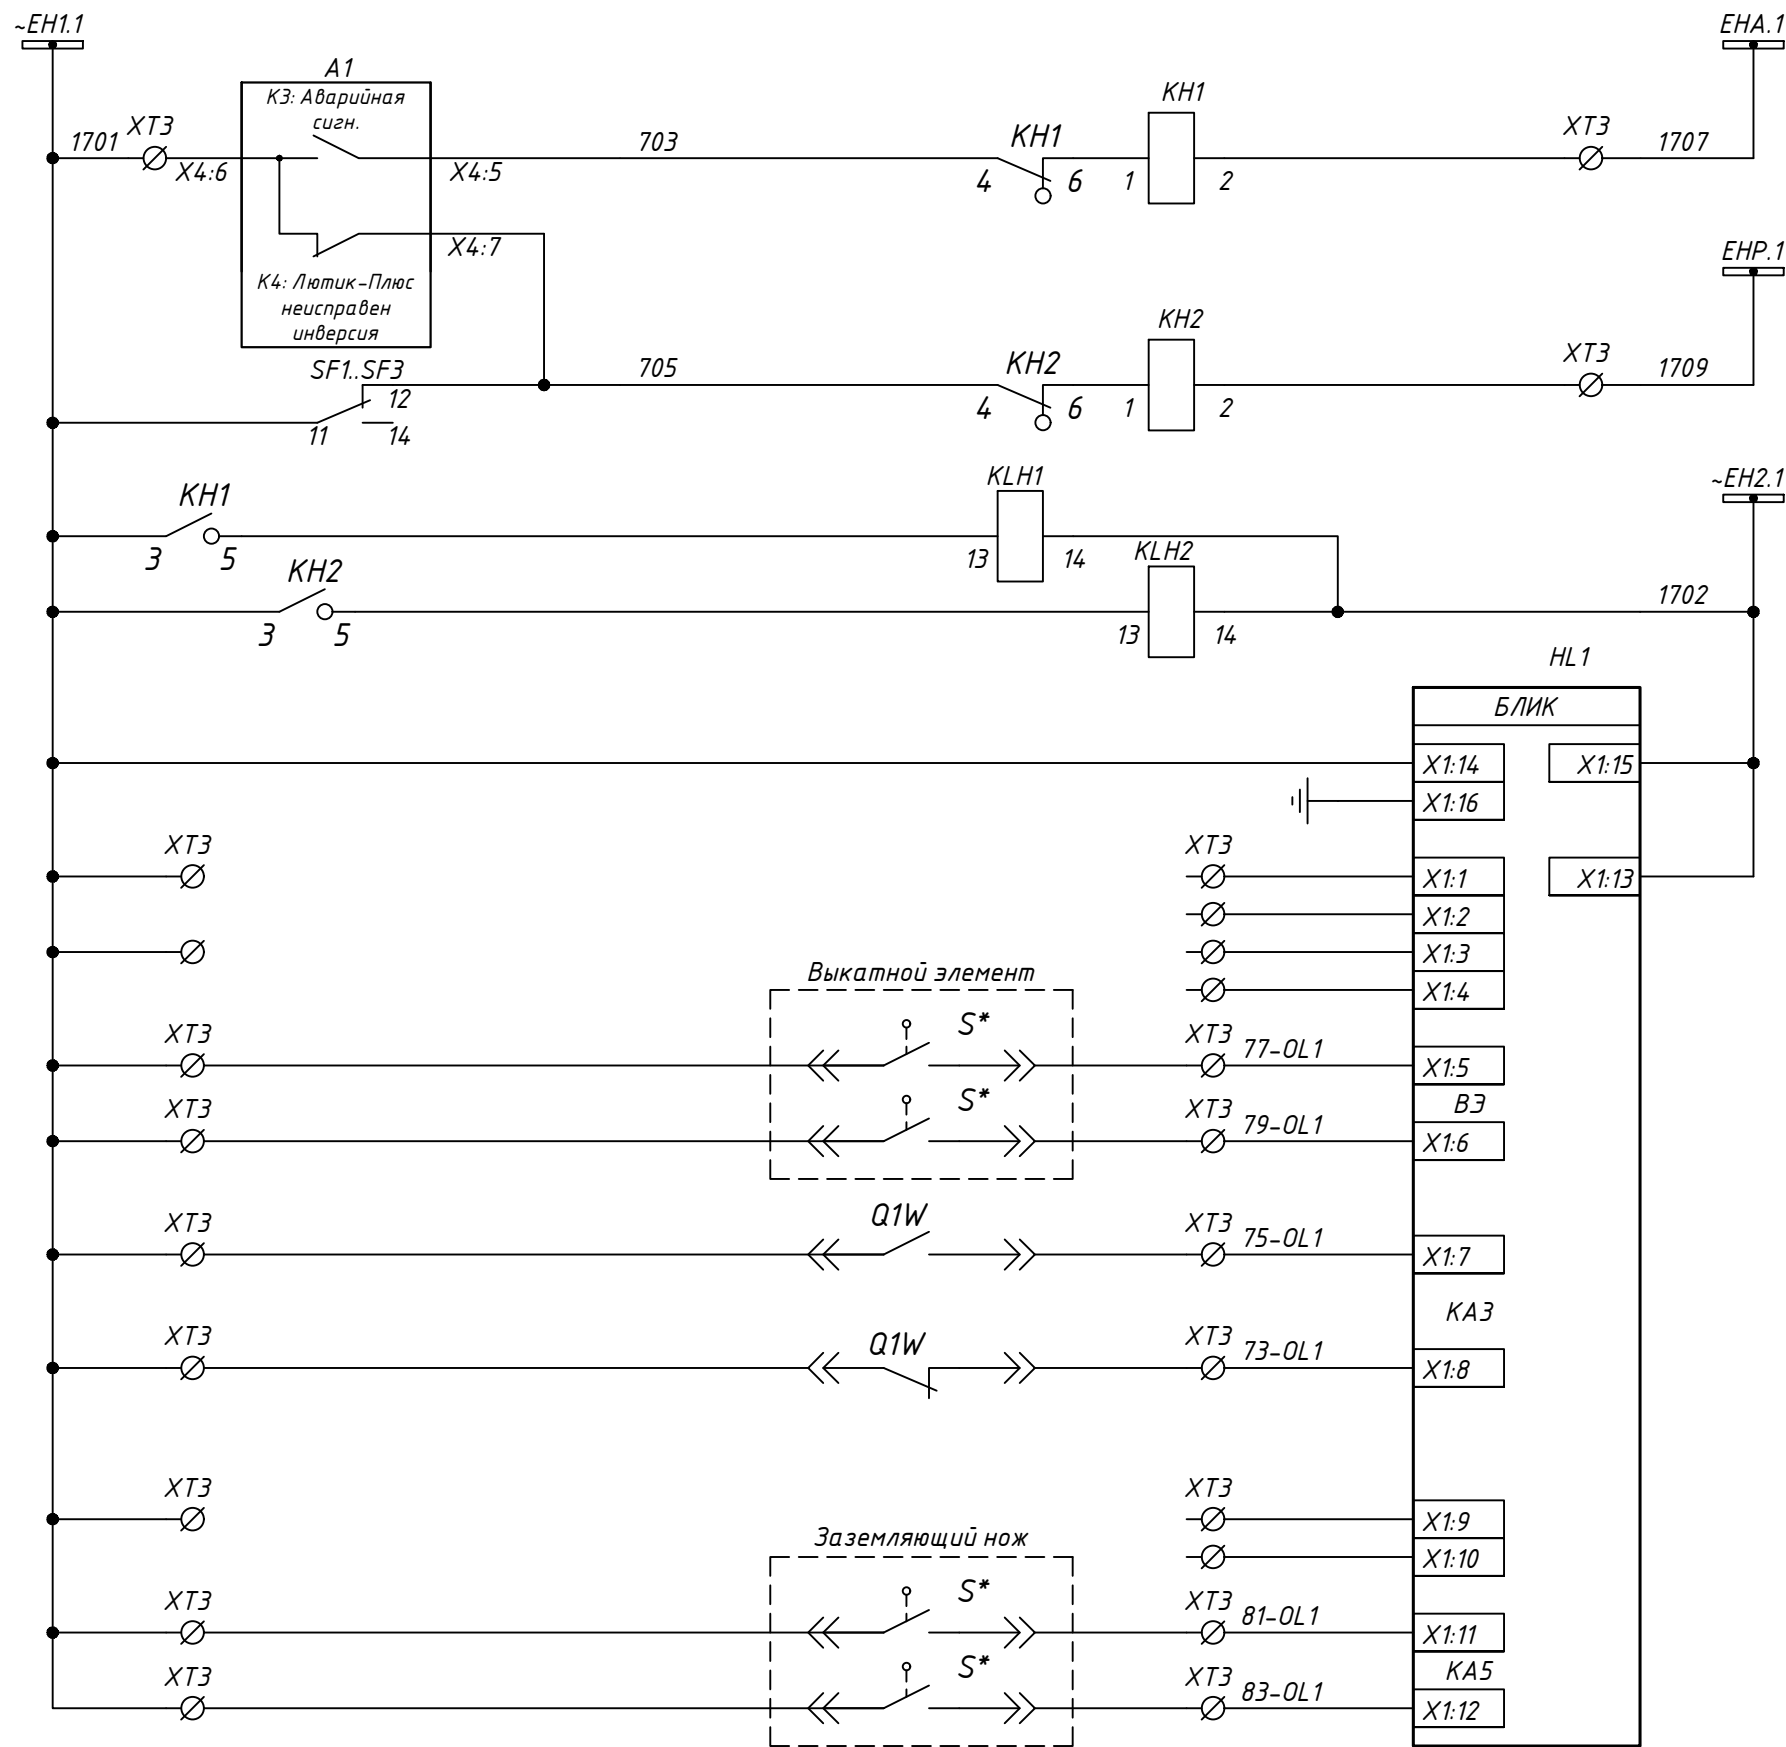 ~EH1.1
EHA.1
A1
K3: Аварийная
сигн.
KH1
1701
XT3
703
KH1
XT3
1707
X4:6
X4:5
4
6
1
2
X4:7
EHP.1
K4: Лютик-Плюс
неисправен
инверсия
KH2
SF1..SF3
705
KH2
XT3
1709
12
4
6
1
2
11
14
KLH1
~EH2.1
KH1
3
5
13
14
KLH2
KH2
1702
3
5
13
14
HL1
БЛИК
X1:14
X1:15
X1:16
XT3
XT3
X1:1
X1:13
X1:2
X1:3
Выкатной элемент
X1:4
XT3
S*
XT3
77-OL1
X1:5
XT3
S*
XT3
79-OL1
ВЭ
X1:6
XT3
Q1W
XT3
75-OL1
X1:7
КА3
XT3
Q1W
XT3
73-OL1
X1:8
XT3
XT3
X1:9
Заземляющий нож
X1:10
XT3
S*
XT3
81-OL1
X1:11
XT3
S*
XT3
83-OL1
КА5
X1:12